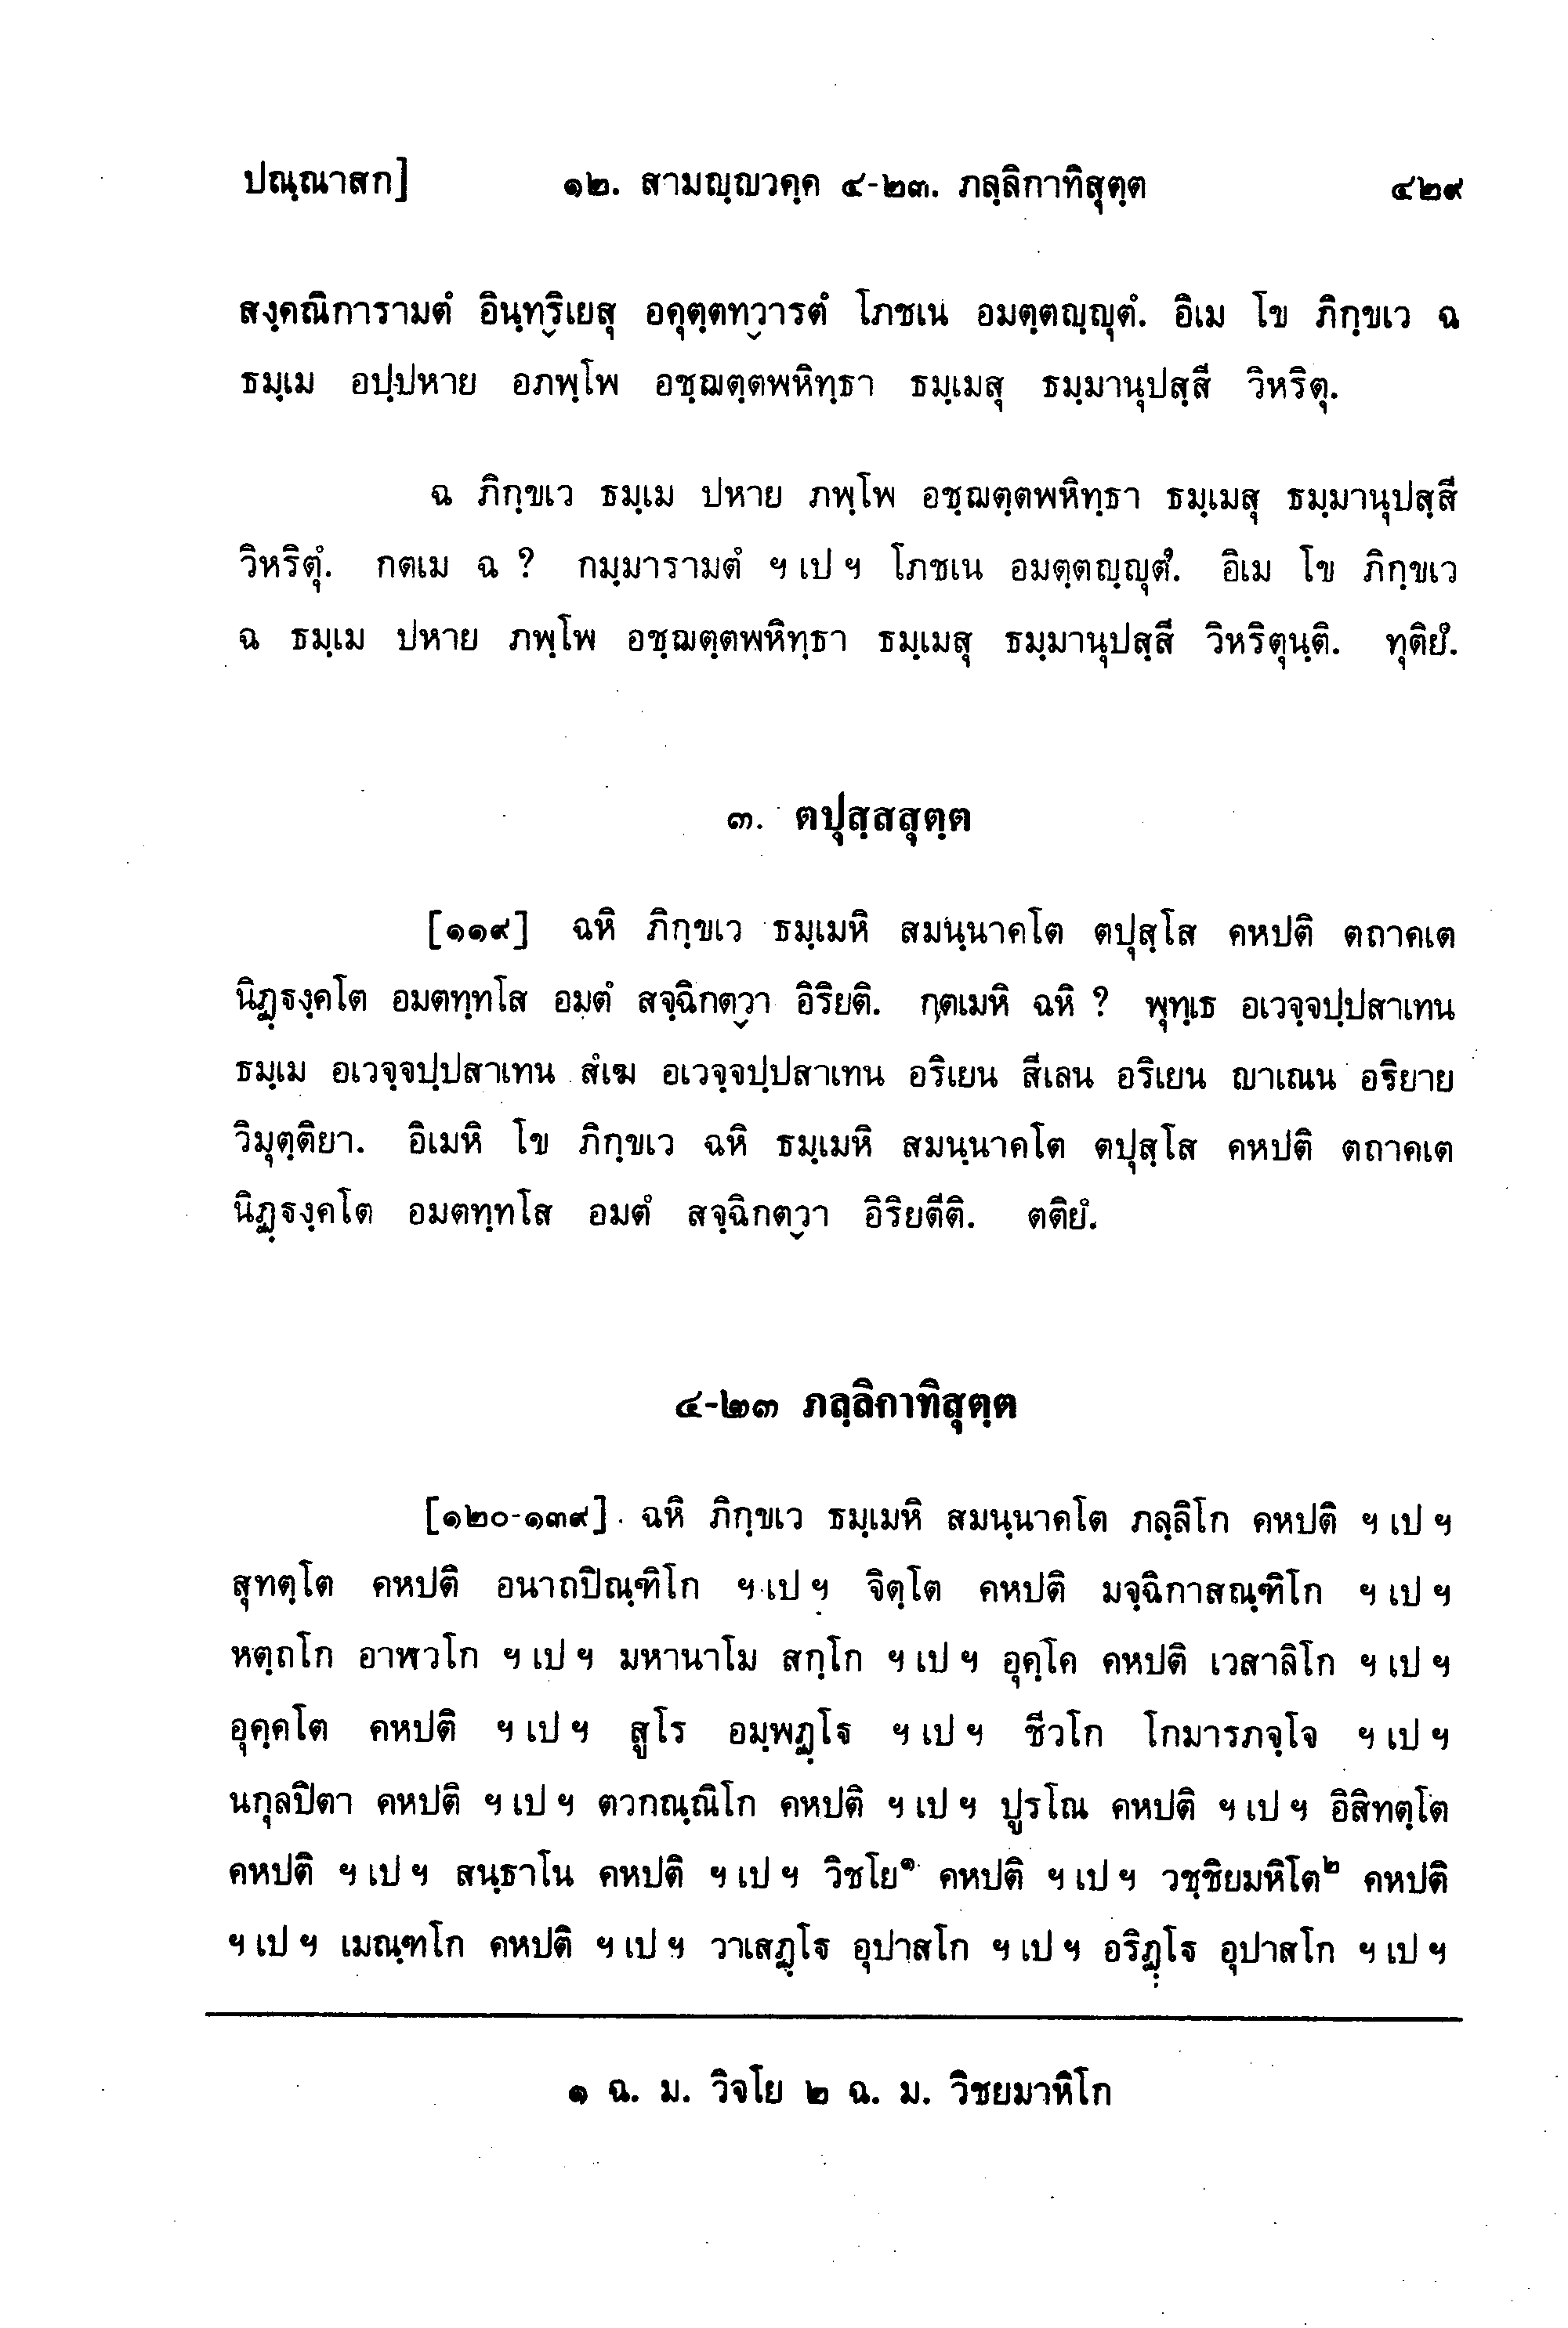 ปณฺณาสก] ๑๒. สามญฺญวคฺค ๔-๒๓. ภลฺลิกาทิสุตฺต ๔๒๙
สงฺคณิการามตํ อินฺทฺริเยสุ อคุตฺตทฺวารตํ โภชเน อมตฺตญฺญุตํ. อิเม โข ภิกฺขเว ฉ
ธมฺเม อปฺปหาย อภพฺโพ อชฺฌตฺตพหิทฺธา ธมฺเมสุ ธมฺมานุปสฺสี วิหริตุ.
ฉ ภิกฺขเว ธมฺเม ปหาย ภพฺโพ อชฺฌตฺตพหิทฺธา ธมฺเมสุ ธมฺมานุปสฺสี
วิหริตุํ. กตเม ฉ ? กมฺมารามตํ ฯ เป ฯ โภชเน อมตฺตญฺญุตํ. อิเม โข ภิกฺขเว
ฉ ธมฺเม ปหาย ภพฺโพ อชฺฌตฺตพหิทฺธา ธมฺเมสุ ธมฺมานุปสฺสี วิหริตุนฺติ. ทุติยํ.
๓. ตปุสฺสสุตฺต
[๑๑๙] ฉหิ ภิกฺขเว ธมฺเมหิ สมนฺนาคโต ตปุสฺโส คหปติ ตถาคเต
นิฏฺฐงฺคโต อมตทฺทโส อมตํ สจฺฉิกตฺวา อิริยติ. กตเมหิ ฉหิ ? พุทฺเธ อเวจฺจปฺปสาเทน
ธมฺเม อเวจฺจปฺปสาเทน สํเฆ อเวจฺจปฺปสาเทน อริเยน สีเลน อริเยน ญาเณน อริยาย
วิมุตฺติยา. อิเมหิ โข ภิกฺขเว ฉหิ ธมฺเมหิ สมนฺนาคโต ตปุสฺโส คหปติ ตถาคเต
นิฏฺฐงฺคโต อมตทฺทโส อมตํ สจฺฉิกตฺวา อิริยตีติ. ตติยํ.
๔-๒๓ ภลฺลิกาทิสุตฺต
[๑๒๐-๑๓๙] ฉหิ ภิกฺขเว ธมฺเมหิ สมนฺนาคโต ภลฺลิโก คหปติ ฯ เป ฯ
สุทตฺโต คหปติ อนาถปิณฺฑิโก ฯ เป ฯ จิตฺโต คหปติ มจฺฉิกาสณฺฑิโก ฯ เป ฯ
หตฺถโก อาฬวโก ฯ เป ฯ มหานาโม สกฺโก ฯ เป ฯ อุคฺโค คหปติ เวสาลิโก ฯ เป ฯ
อุคฺคโต คหปติ ฯ เป ฯ สูโร อมฺพฏฺโฐ ฯ เป ฯ ชีวโก โกมารภจฺโจ ฯ เป ฯ
นกุลปิตา คหปติ ฯ เป ฯ ตวกณฺณิโก คหปติ ฯ เป ฯ ปูรโณ คหปติ ฯ เป ฯ อิสิทตฺโต
คหปติ ฯ เป ฯ สนฺธาโน คหปติ ฯ เป ฯ วิชโย๑ คหปติ ฯ เป ฯ วชฺชิยมหิโต๒ คหปติ
ฯ เป ฯ เมณฺฑโก คหปติ ฯ เป ฯ วาเสฏฺโฐ อุปาสโก ฯ เป ฯ อริฏฺโฐ อุปาสโก ฯ เป ฯ
๑ ฉ. ม. วิจโย ๒ ฉ. ม. วิชยมาหิโก